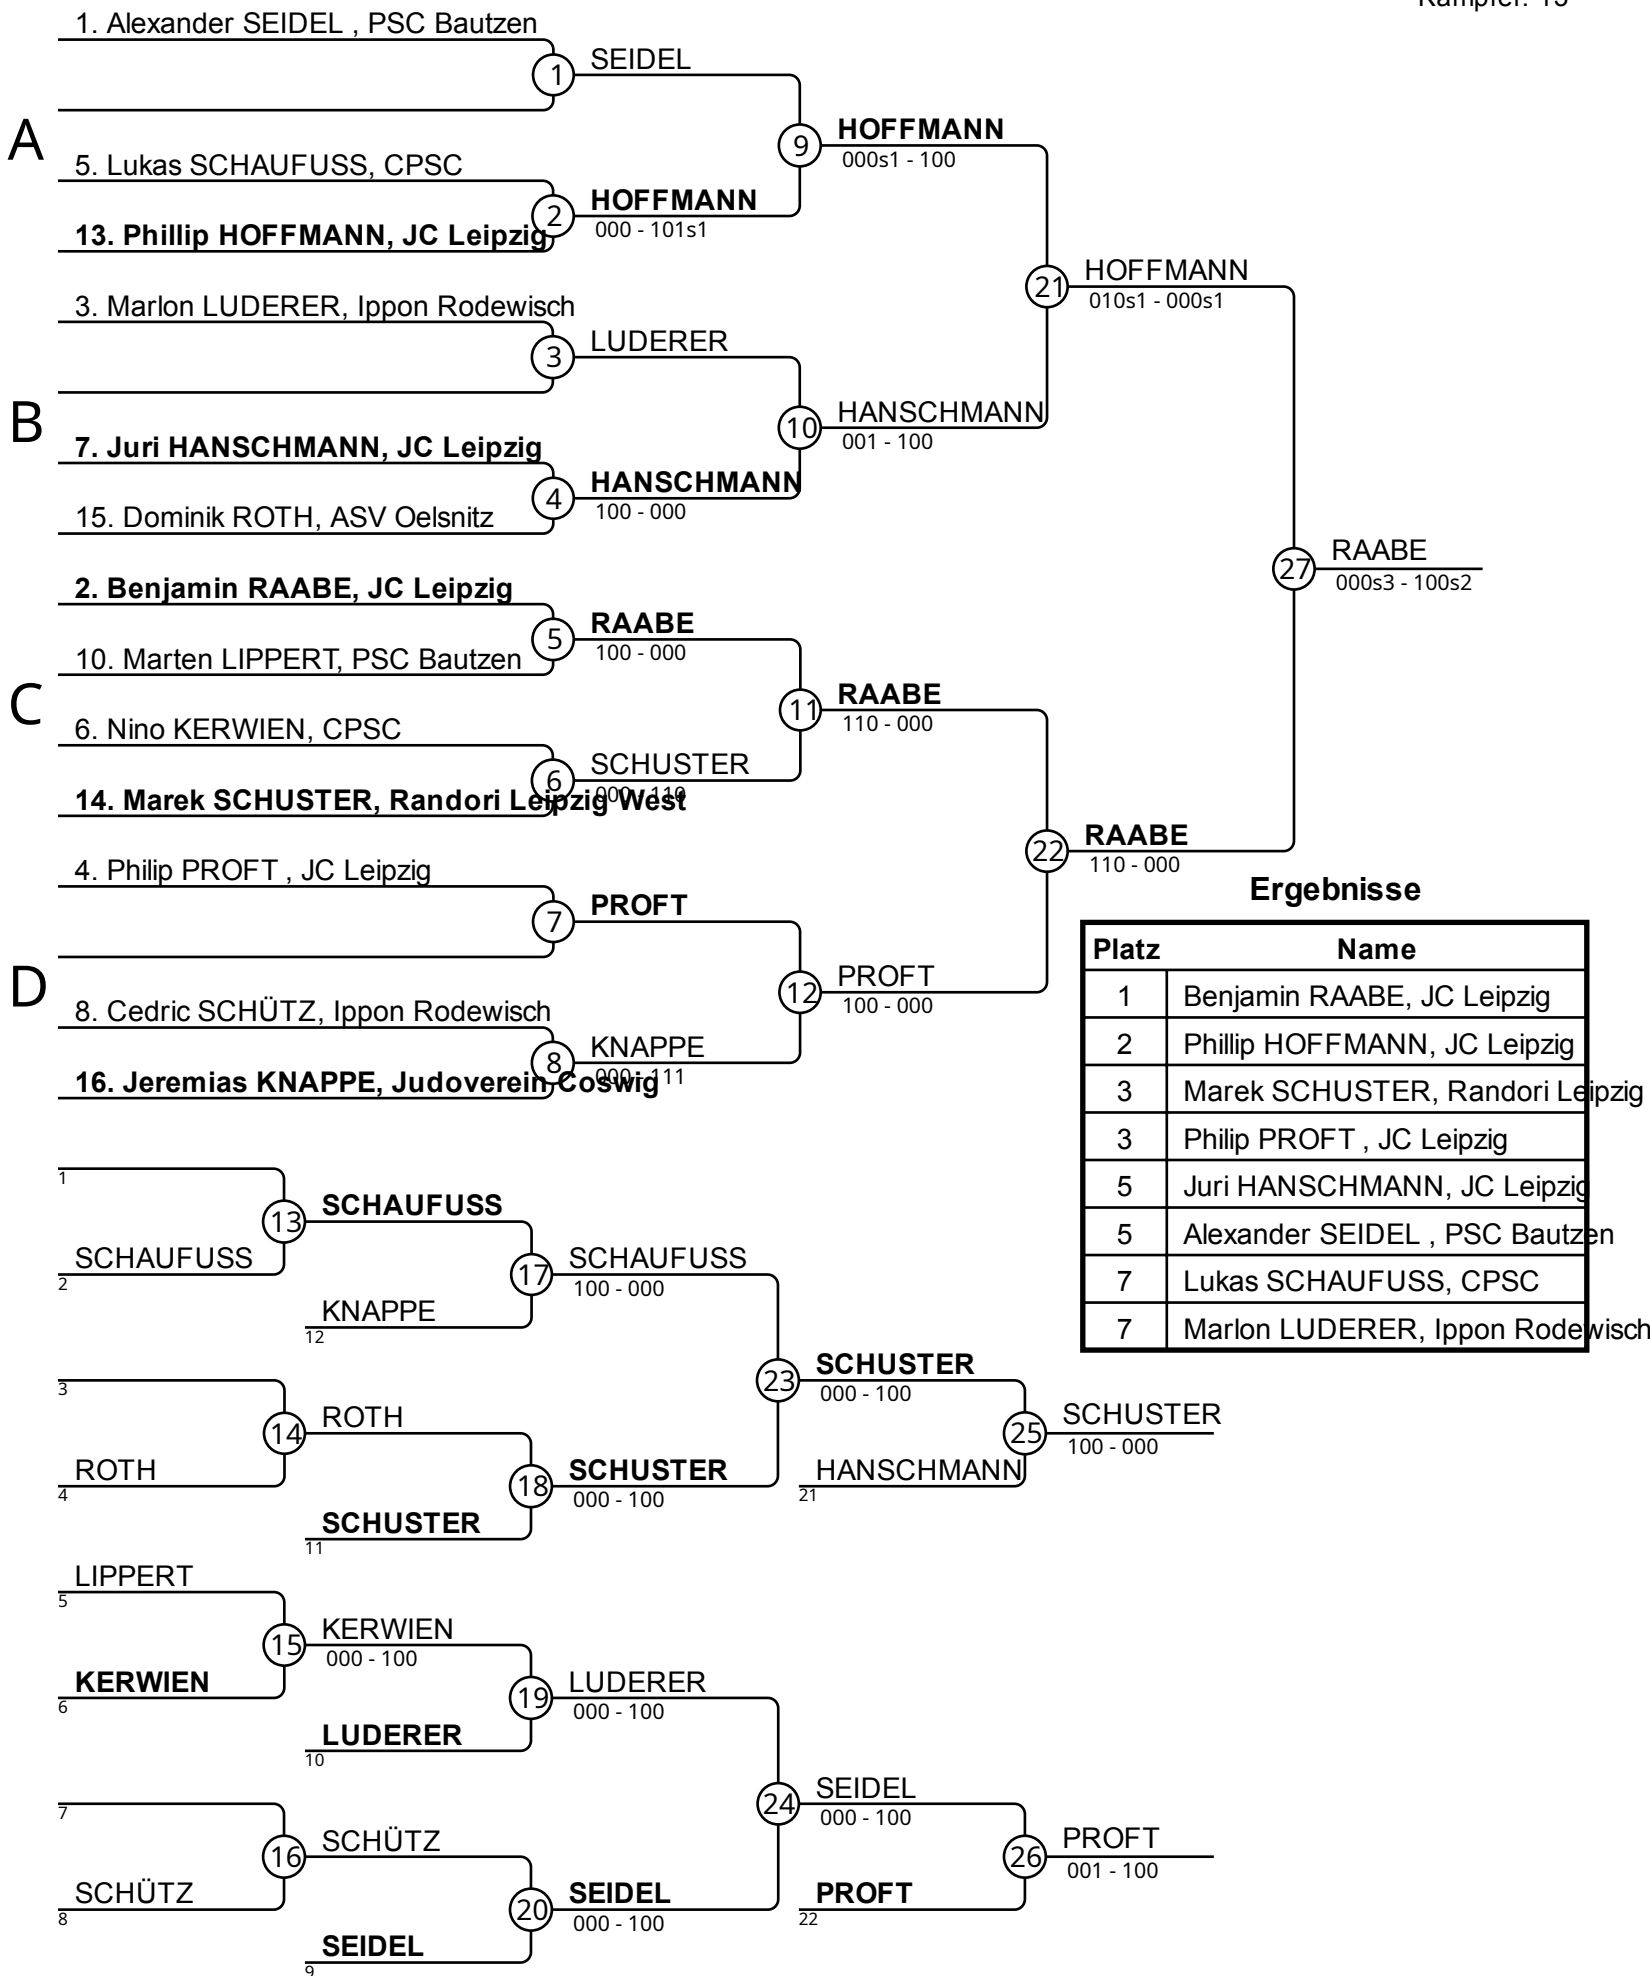 1. Alexander SEIDEL , PSC Bautzen
1
SEIDEL
A
9
HOFFMANN
000s1 - 100
5. Lukas SCHAUFUSS, CPSC
2
HOFFMANN
000 - 101s1
13. Phillip HOFFMANN, JC Leipzig
21
HOFFMANN
010s1 - 000s1
3. Marlon LUDERER, Ippon Rodewisch
3
LUDERER
B
10
HANSCHMANN
001 - 100
7. Juri HANSCHMANN, JC Leipzig
4
HANSCHMANN
100 - 000
15. Dominik ROTH, ASV Oelsnitz
27
RAABE
000s3 - 100s2
2. Benjamin RAABE, JC Leipzig
5
RAABE
100 - 000
10. Marten LIPPERT, PSC Bautzen
C
11
RAABE
110 - 000
6. Nino KERWIEN, CPSC
6
SCHUSTER
000 - 110
14. Marek SCHUSTER, Randori Leipzig West
22
RAABE
110 - 000
4. Philip PROFT , JC Leipzig
7
PROFT
D
12
PROFT
100 - 000
8. Cedric SCHÜTZ, Ippon Rodewisch
8
KNAPPE
000 - 111
16. Jeremias KNAPPE, Judoverein Coswig
Ergebnisse
Platz Name
1 Benjamin RAABE, JC Leipzig
2 Phillip HOFFMANN, JC Leipzig
3 Marek SCHUSTER, Randori Leipzig
3 Philip PROFT , JC Leipzig
5 Juri HANSCHMANN, JC Leipzig
5 Alexander SEIDEL , PSC Bautzen
7 Lukas SCHAUFUSS, CPSC
7 Marlon LUDERER, Ippon Rodewisch
1
13
SCHAUFUSS
SCHAUFUSS
2
17
SCHAUFUSS
100 - 000
KNAPPE
12
3
14
ROTH
ROTH
4
18
SCHUSTER
000 - 100
SCHUSTER
11
23
SCHUSTER
000 - 100
25
SCHUSTER
100 - 000
HANSCHMANN
21
LIPPERT
5
15
KERWIEN
000 - 100
KERWIEN
6
19
LUDERER
000 - 100
LUDERER
10
7
16
SCHÜTZ
SCHÜTZ
8
20
SEIDEL
000 - 100
SEIDEL
9
24
SEIDEL
000 - 100
26
PROFT
001 - 100
PROFT
22